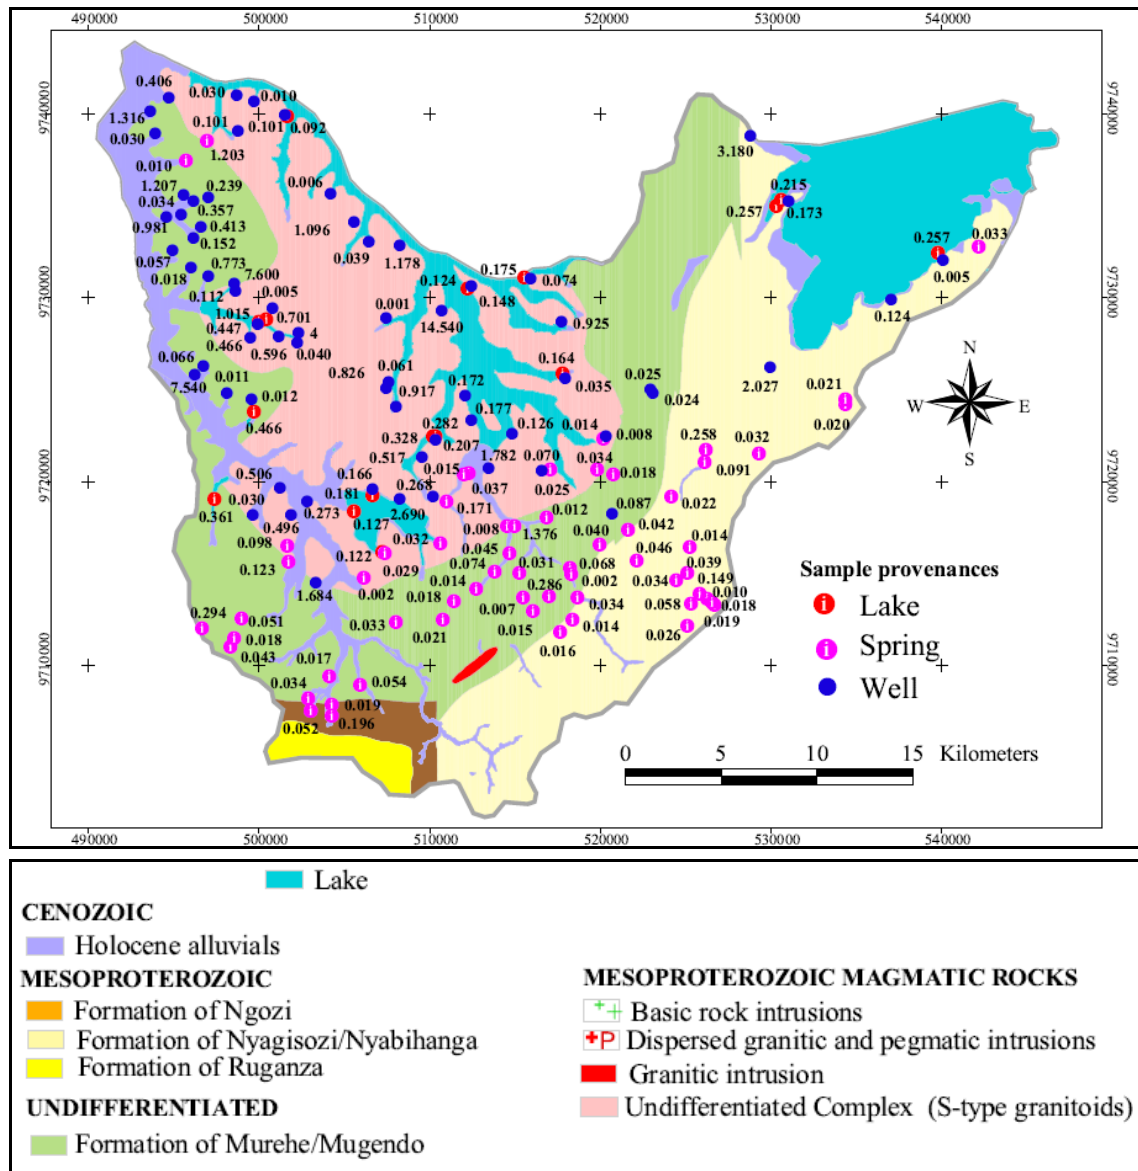 490000 500000 510000 520000 530000 540000
9740000 9740000
0.406 0.030 0.010
1.316 0.101 0.101 0.092
0.030 1.203 3.180
0.010
1.207 0.239 0.006 0.215
0.034 0.357 0.257 0.173
0.981 0.413 1.096
0.152 0.257 0.033
0.057 0.773 0.039 1.178
0.018 7.600 0.175 0.074 0.005
0.124 0.148
9730000 9730000
0.112 0.005 0.001 0.124
1.015 0.701 14.540 0.925
0.447 4
0.466 0.596 0.040
0.066 0.826 0.061 0.164
7.540 0.011 0.917 0.172 0.035 0.025 2.027 0.021
0.012 0.024
0.466 0.282 0.177 0.126 0.014 0.020
0.328 0.207 0.008 0.258 0.032
0.517 0.015 1.782 0.070 0.034
9720000 9720000
0.506 0.166 0.268 0.037 0.025 0.018 0.091
0.030 0.181 0.171 0.087 0.022
0.361 0.273 0.127 2.690 0.012
0.496 0.008 1.376 0.042
0.098 0.032 0.045 0.040 0.014
0.122 0.074 0.031 0.068 0.046 0.039
0.123 0.029 0.014 0.286 0.002 0.034 0.149
1.684 0.002 0.018 0.007 0.034 0.058 0.010
0.294 0.051 0.033 0.021 0.015 0.014 0.019 0.018
0.018 0.016 0.026
0.043 0.017
9710000 9710000
0.034 0.054
0.019
0.052 0.196
N
W E
S
Sample provenances
Lake
Spring
Well
0 5 10 15 Kilometers
490000 500000 510000 520000 530000 540000
Lake
CENOZOIC
Holocene alluvials
MESOPROTEROZOIC
Formation of Ngozi
Formation of Nyagisozi/Nyabihanga
Formation of Ruganza
UNDIFFERENTIATED
Formation of Murehe/Mugendo
MESOPROTEROZOIC MAGMATIC ROCKS
Basic rock intrusions
+P Dispersed granitic and pegmatic intrusions
Granitic intrusion
Undifferentiated Complex (S-type granitoids)